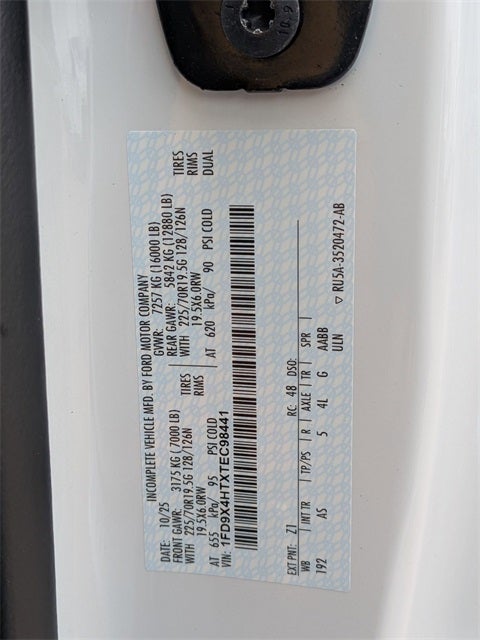 10.9
INCOMPLETE VEHICLE MFD. BY FORD MOTOR COMPANY
DATE: 10/25 GVWR: 7257 KG (16000 LB)
FRONT GAWR: 3175 KG (7000 LB) REAR GAWR: 5842 KG (12880 LB)
WITH 225/70R19.5G 128/126N TIRES WITH 225/70R19.5G 128/126N TIRES
19.5X6.0RW RIMS 19.5X6.0RW RIMS
AT 655 kPa/ 95 PSI COLD AT 620 kPa/ 90 PSI COLD DUAL
VIN: 1FD9X4HTXTEC98441
EXT PNT: Z1 RC: 48 DSO:
WB INT TR TP/PS R AXLE TR SPR
192 AS 5 4L G AABB
ULN
▽ RU5A-3520472-AB